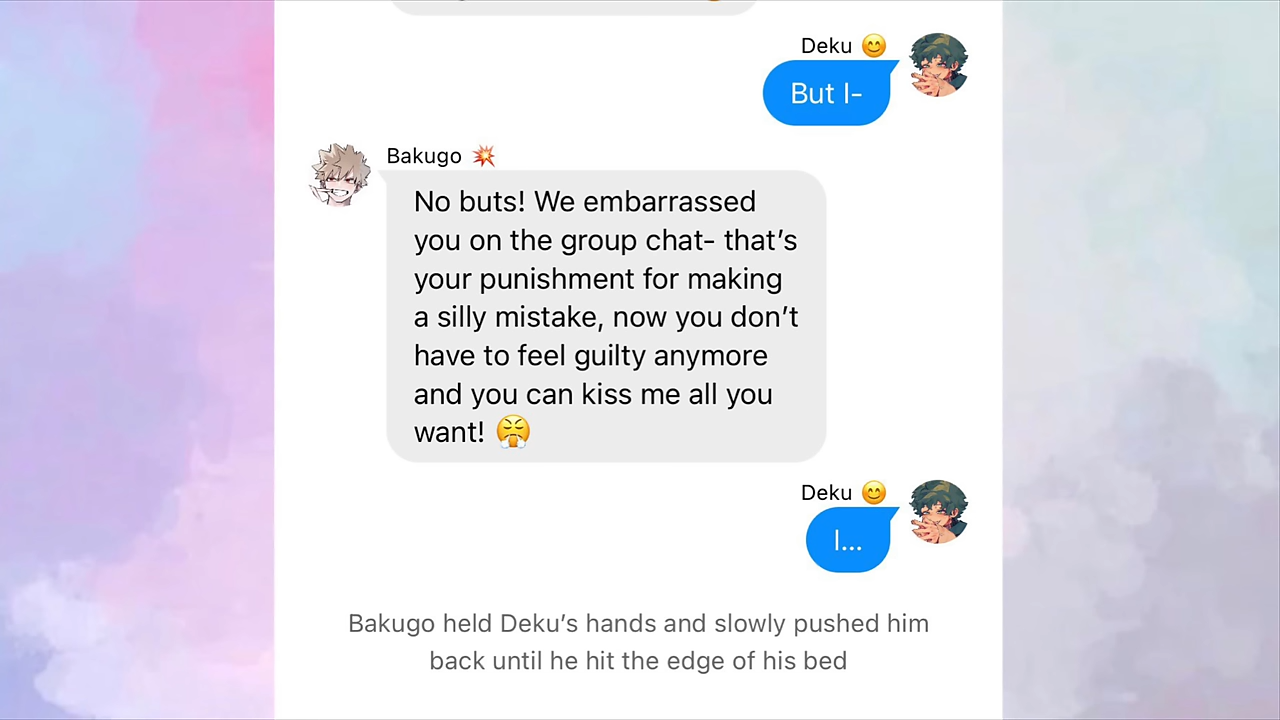 Deku 😊
But I-
Bakugo 💥
No buts! We embarrassed
you on the group chat- that's
your punishment for making
a silly mistake, now you don't
have to feel guilty anymore
and you can kiss me all you
want! 😤
Deku 😊
I...
Bakugo held Deku's hands and slowly pushed him
back until he hit the edge of his bed